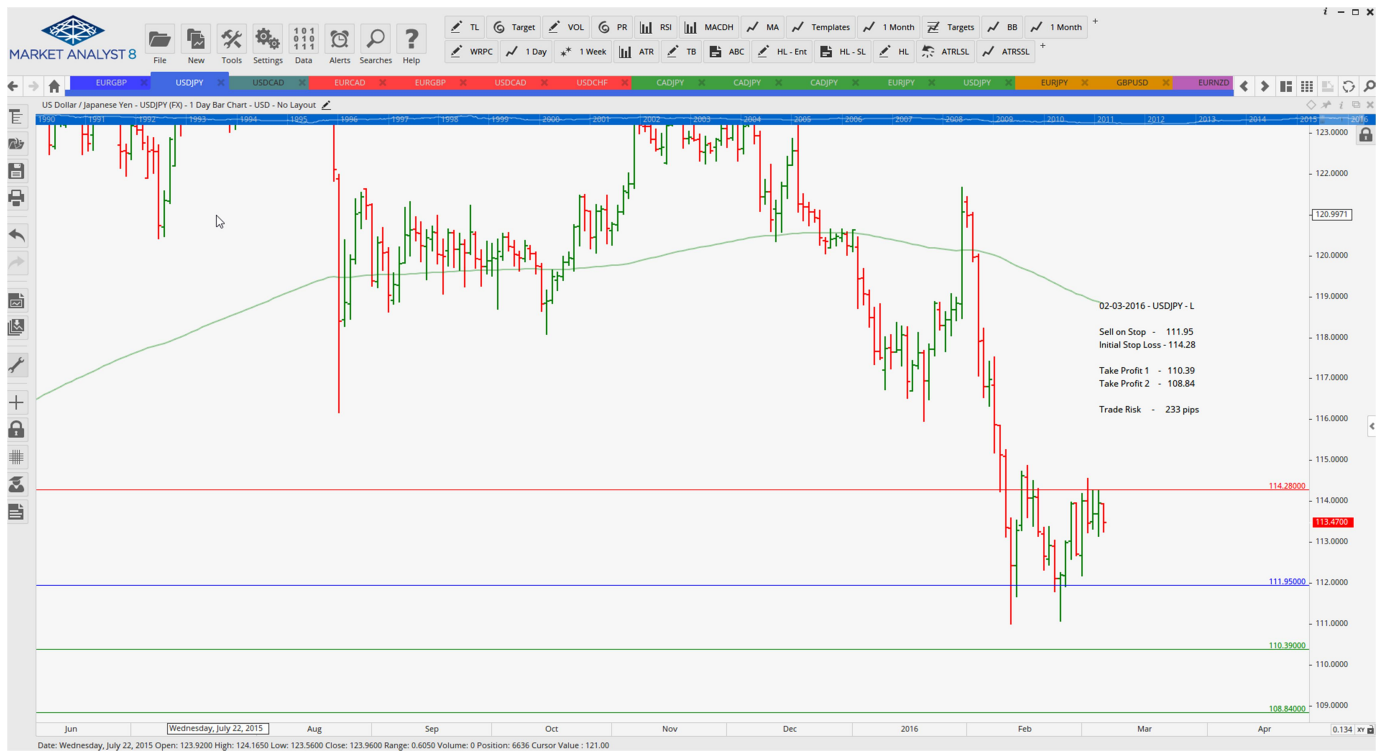 TL Target VOL PR RSI MACDH MA Templates 1 Month Targets BB 1 Month
MARKET ANALYST 8
File New Tools Settings Data Alerts Searches Help
WRPC 1 Day 1 Week ATR TB ABC HL - Ent HL - SL HL ATRLSL ATRSSL
EURGBP USDJPY USDCAD EURCAD EURGBP USDCAD USDCHF CADJPY CADJPY CADJPY EURJPY USDJPY EURJPY GBPUSD EURNZD
US Dollar / Japanese Yen - USDJPY (FX) - 1 Day Bar Chart - USD - No Layout
1990 1991 1992 1993 1994 1995 1996 1997 1998 1999 2000 2002 2003 2004 2005 2006 2007 2008 2009 2010 2011 2012 2013 2014 2015 2016
123.0000
122.0000
120.9971
120.0000
119.0000
02-03-2016 - USDJPY - L
Sell on Stop - 111.95
118.0000
Initial Stop Loss - 114.28
Take Profit 1 - 110.39
117.0000
Take Profit 2 - 108.84
Trade Risk - 233 pips
116.0000
115.0000
114.28000
114.0000
113.4700
113.0000
111.95000
112.0000
111.0000
110.39000
110.0000
108.84000
109.0000
Jun Wednesday, July 22, 2015 Aug Sep Oct Nov Dec 2016 Feb Mar Apr 0.134 XY
Date: Wednesday, July 22, 2015 Open: 123.9200 High: 124.1650 Low: 123.5600 Close: 123.9600 Range: 0.6050 Volume: 0 Position: 6636 Cursor Value : 121.00